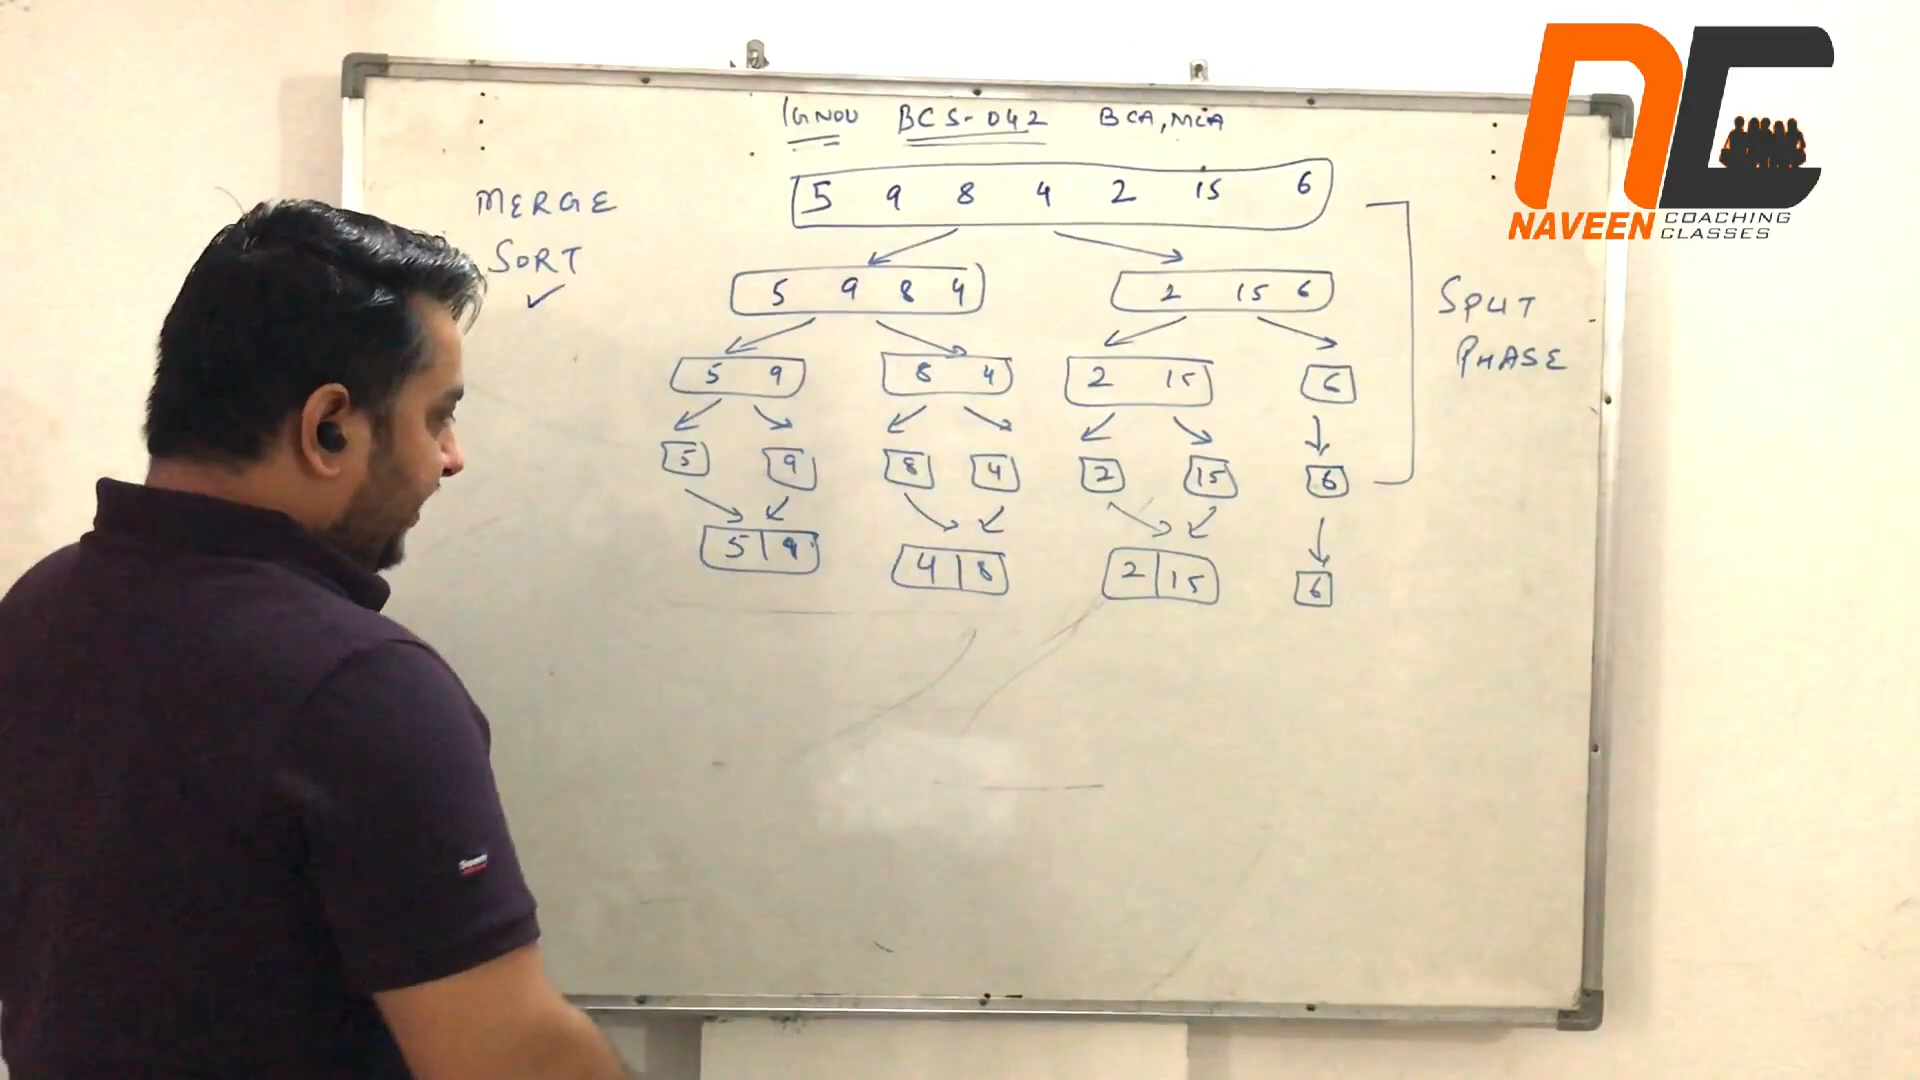 IGNOU BCS-042 BCA, MCA
MERGE
SORT
5 9 8 4 2 15 6
5 9 8 4
2 15 6
5 9
8 4
2 15
6
5
9
8
4
2
15
6
5 9
4 8
2 15
6
SPLIT
PHASE
NC
NAVEEN COACHING
CLASSES